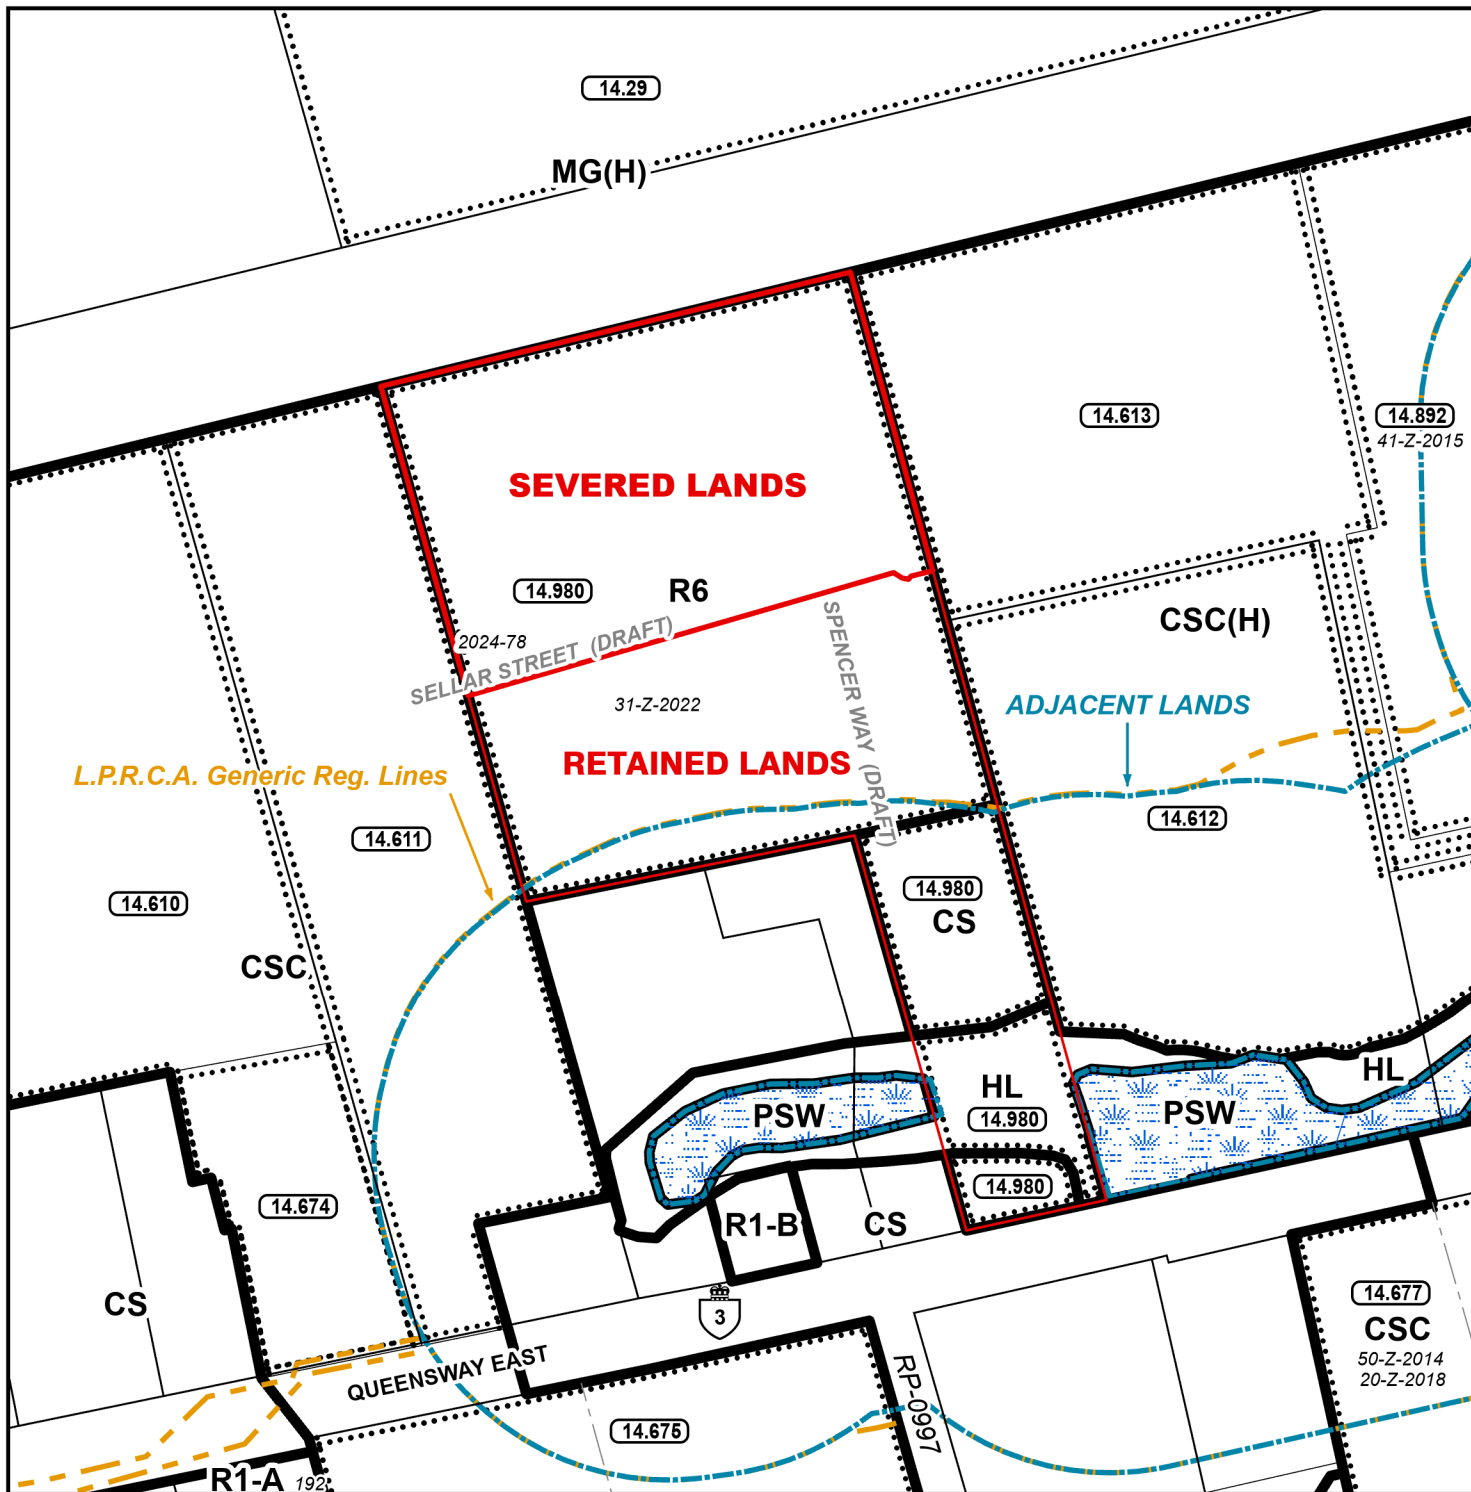 14.29
MG(H)
14.613
14.892
41-Z-2015
SEVERED LANDS
14.980
R6
2024-78
SELLAR STREET (DRAFT)
SPENCER WAY (DRAFT)
CSC(H)
31-Z-2022
ADJACENT LANDS
RETAINED LANDS
L.P.R.C.A. Generic Reg. Lines
14.611
14.612
14.610
14.980
CS
CSC
HL
HL
14.980
PSW
PSW
14.980
14.674
R1-B
CS
CS
3
14.677
CSC
50-Z-2014
20-Z-2018
QUEENSWAY EAST
RP-0997
14.675
R1-A
192